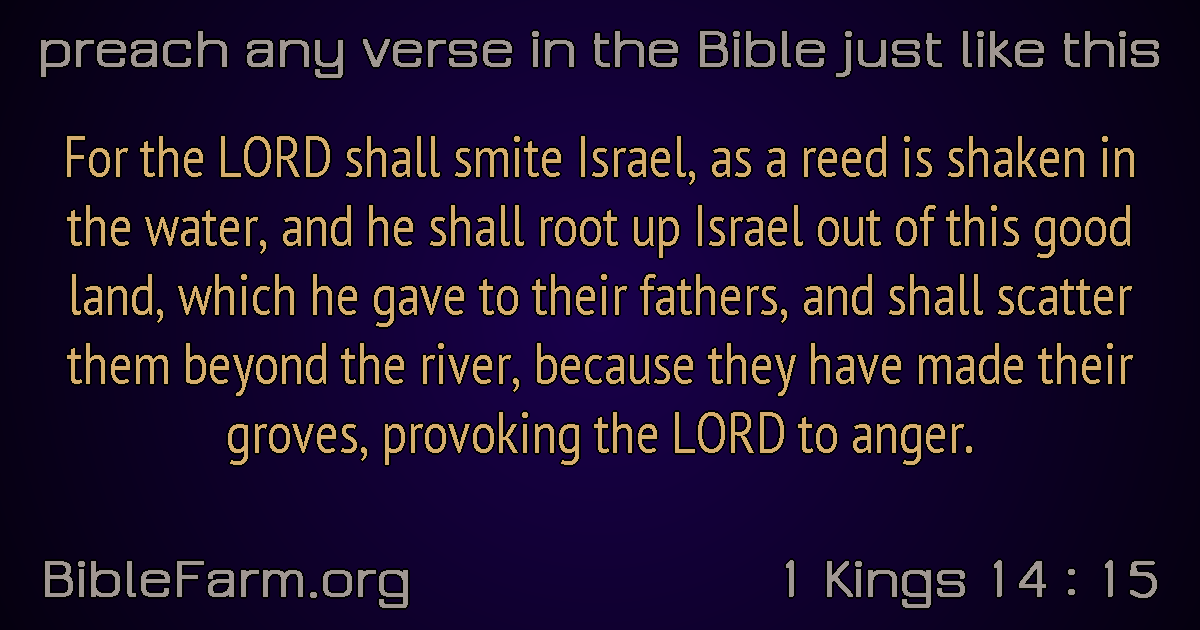 preach any verse in the Bible just like this
For the LORD shall smite Israel, as a reed is shaken in
the water, and he shall root up Israel out of this good
land, which he gave to their fathers, and shall scatter
them beyond the river, because they have made their
groves, provoking the LORD to anger.
BibleFarm.org
1 Kings 14 : 15